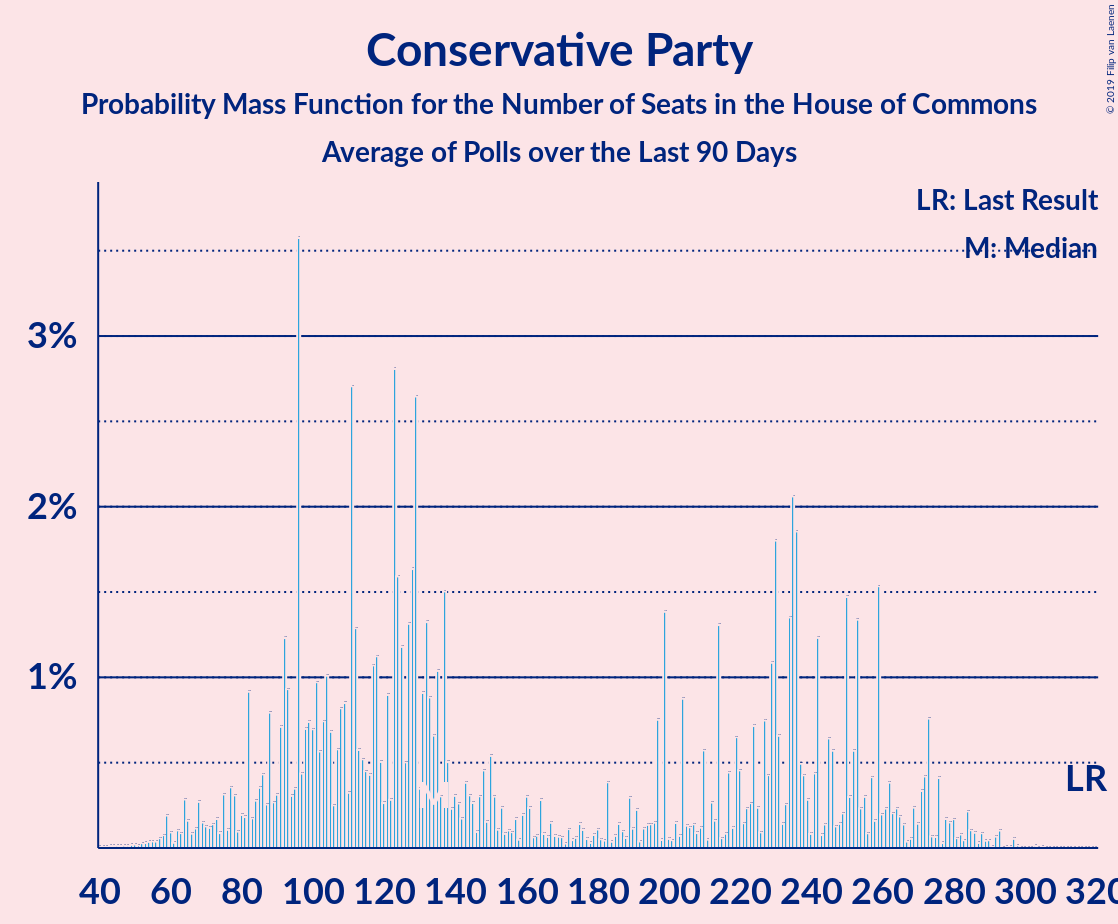 Conservative Party
Probability Mass Function for the Number of Seats in the House of Commons
Average of Polls over the Last 90 Days
© 2019 Filip van Laenen
LR: Last Result
M: Median
3%
2%
1%
LR
40 60 80 100 120 140 160 180 200 220 240 260 280 300 320